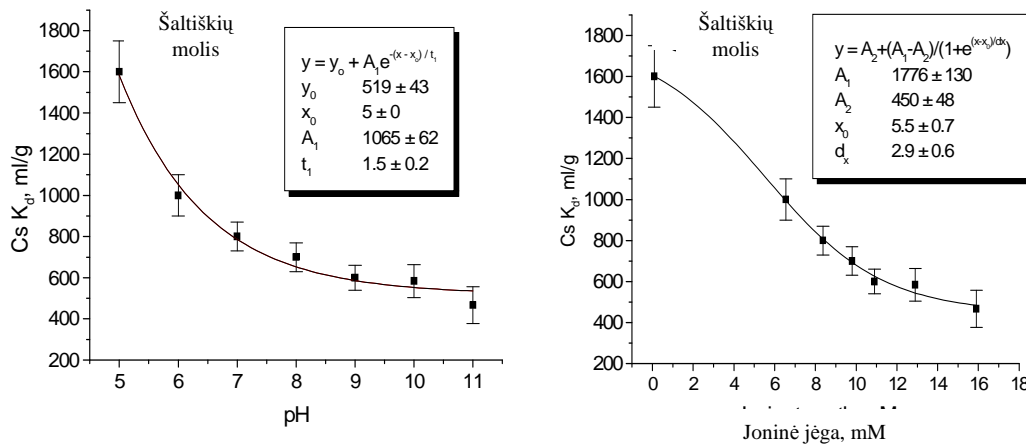 Šaltiškių
molis
y = y₀ + A₁e^-(x - x₀) / t₁
y₀ 519 ± 43
x₀ 5 ± 0
A₁ 1065 ± 62
t₁ 1.5 ± 0.2
1800
1600
1400
1200
1000
800
600
400
200
Cs K_d, ml/g
5 6 7 8 9 10 11
pH
Šaltiškių
molis
y = A₂+(A₁-A₂)/(1+e^(x-x₀)/dx)
A₁ 1776 ± 130
A₂ 450 ± 48
x₀ 5.5 ± 0.7
d_x 2.9 ± 0.6
1800
1600
1400
1200
1000
800
600
400
200
Cs K_d, ml/g
0 2 4 6 8 10 12 14 16 18
Joninė jėga, mM